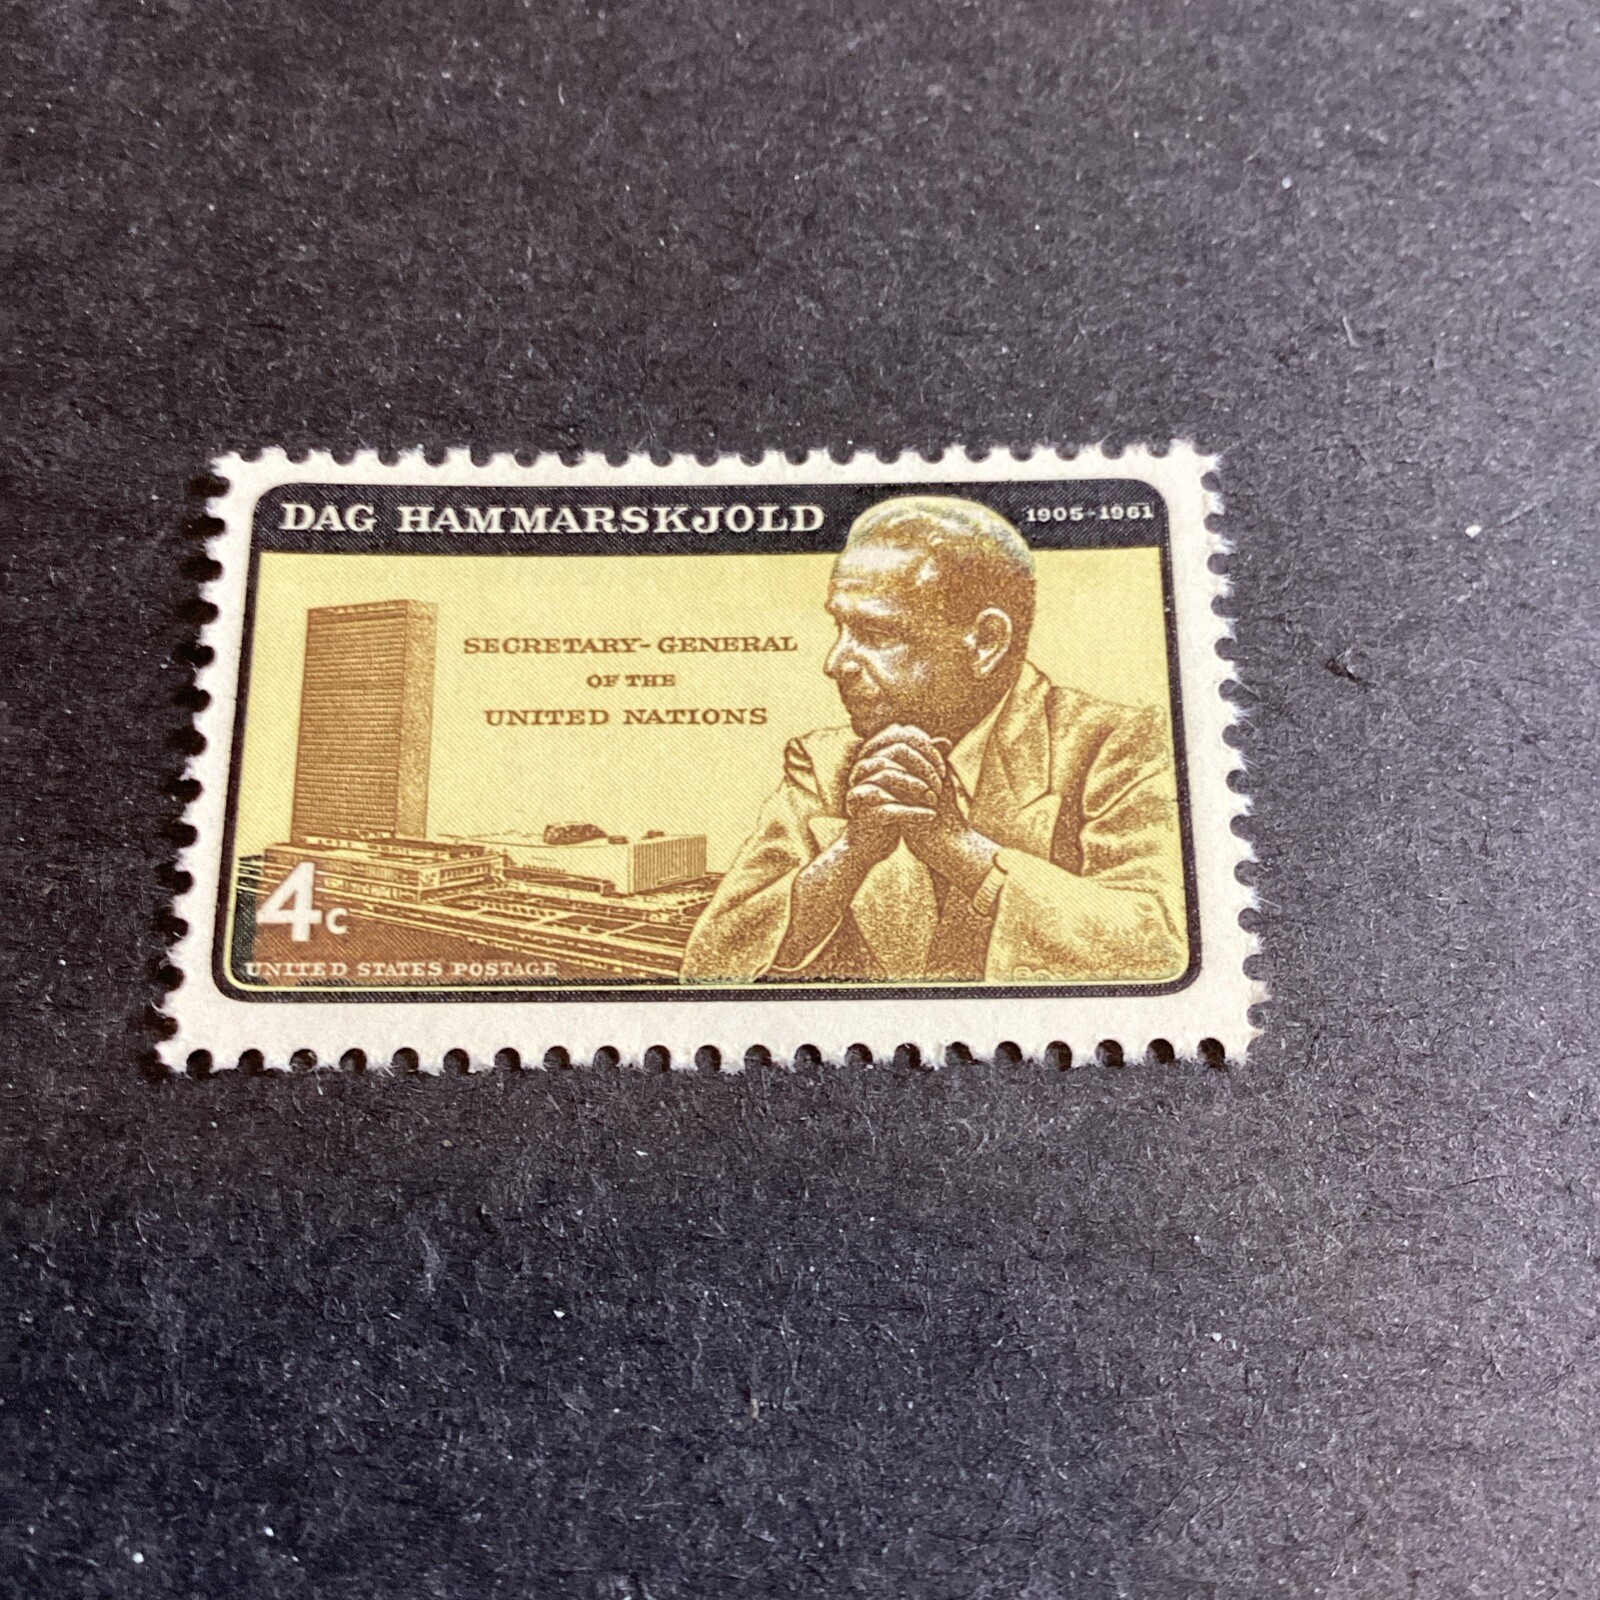 DAG HAMMARSKJOLD 1905-1961
SECRETARY-GENERAL
OF THE
UNITED NATIONS
4c
UNITED STATES POSTAGE